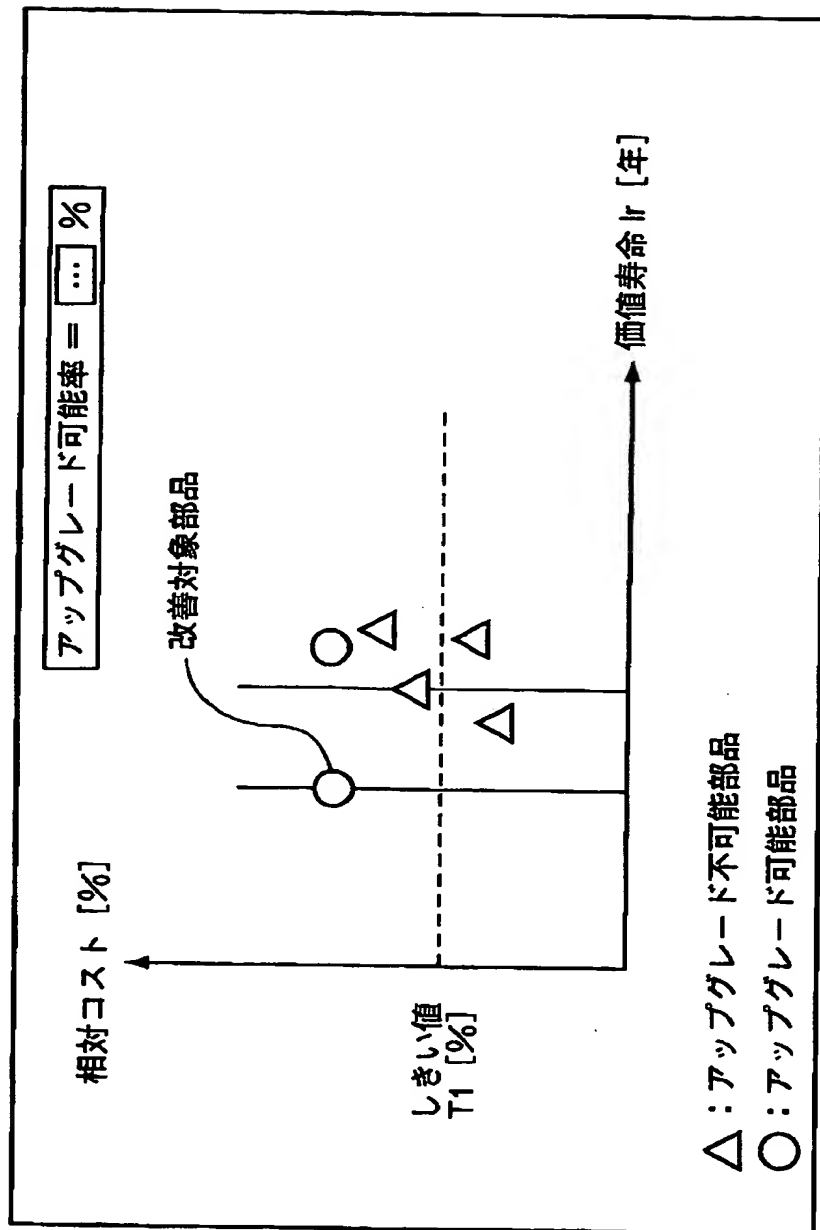 アップグレード可能率 = … %
相対コスト [%]
改善対象部品
しきい値
T1 [%]
価値寿命 lr [年]
△：アップグレード不可能部品
○：アップグレード可能部品